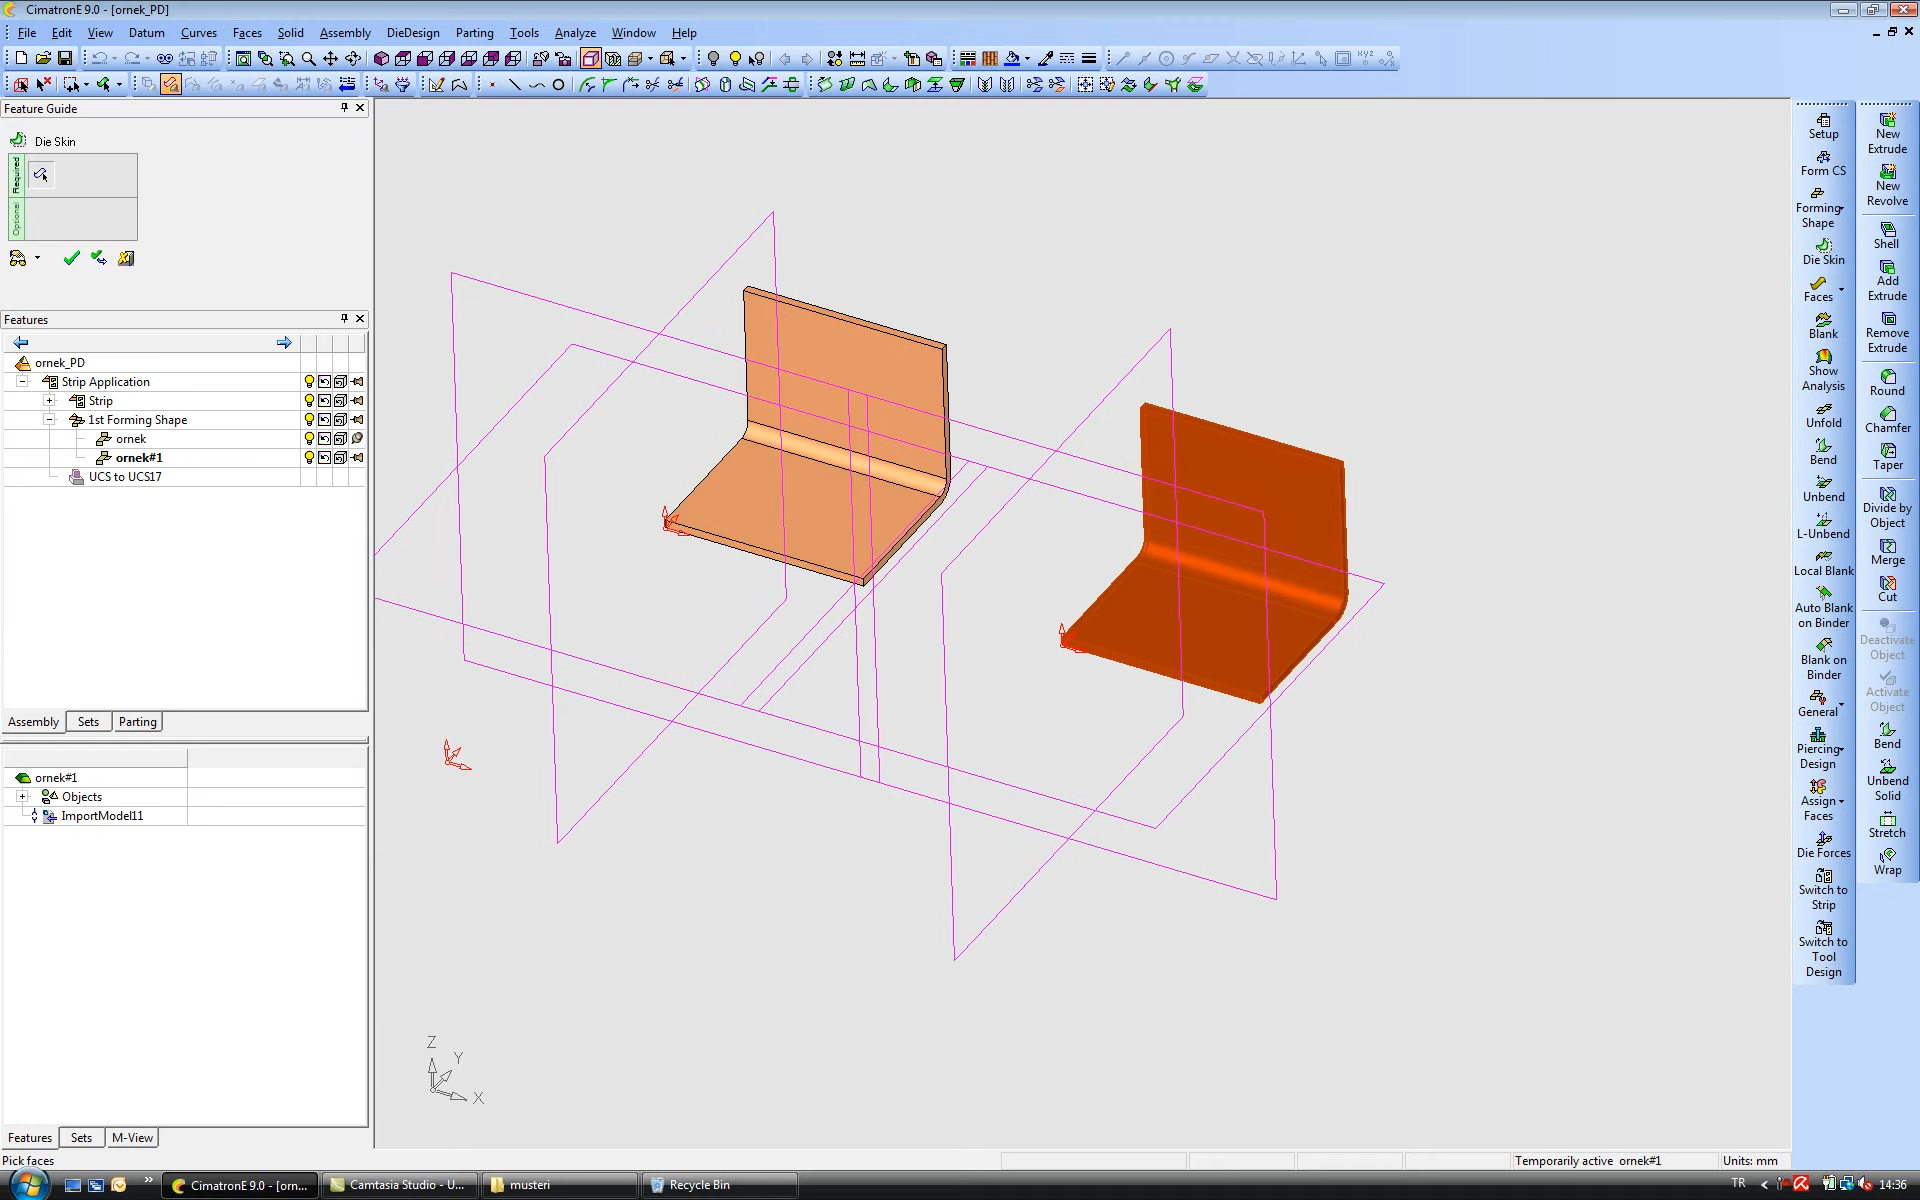 CimatronE 9.0 - [ornek_PD]
File Edit View Datum Curves Solid Assembly DieDesign Parting Tools Analyze Window Help
Feature Guide
Die Skin
Required
Optional
Features
ornek_PD
Strip Application
Strip
1st Forming Shape
ornek
ornek#1
UCS to UCS17
Assembly Sets Parting
ornek#1
Objects
ImportModel11
Features Sets M-View
Z
Y
X
Setup
Form CS
Forming
Shape
Die Skin
Faces
Blank
Show
Analysis
Unfold
Bend
Unbend
L-Unbend
Local Blank
Auto Blank
on Binder
Blank on
Binder
General
Piercing
Design
Assign
Faces
Die Forces
Switch to
Strip
Switch to
Tool
Design
New
Extrude
New
Revolve
Shell
Add
Extrude
Remove
Extrude
Round
Chamfer
Taper
Divide by
Object
Merge
Cut
Deactivate
Object
Activate
Object
Bend
Unbend
Solid
Stretch
Wrap
Pick faces
Temporarily active ornek#1
Units: mm
CimatronE 9.0 - [orn...
Camtasia Studio - U...
musteri
Recycle Bin
TR
14:36